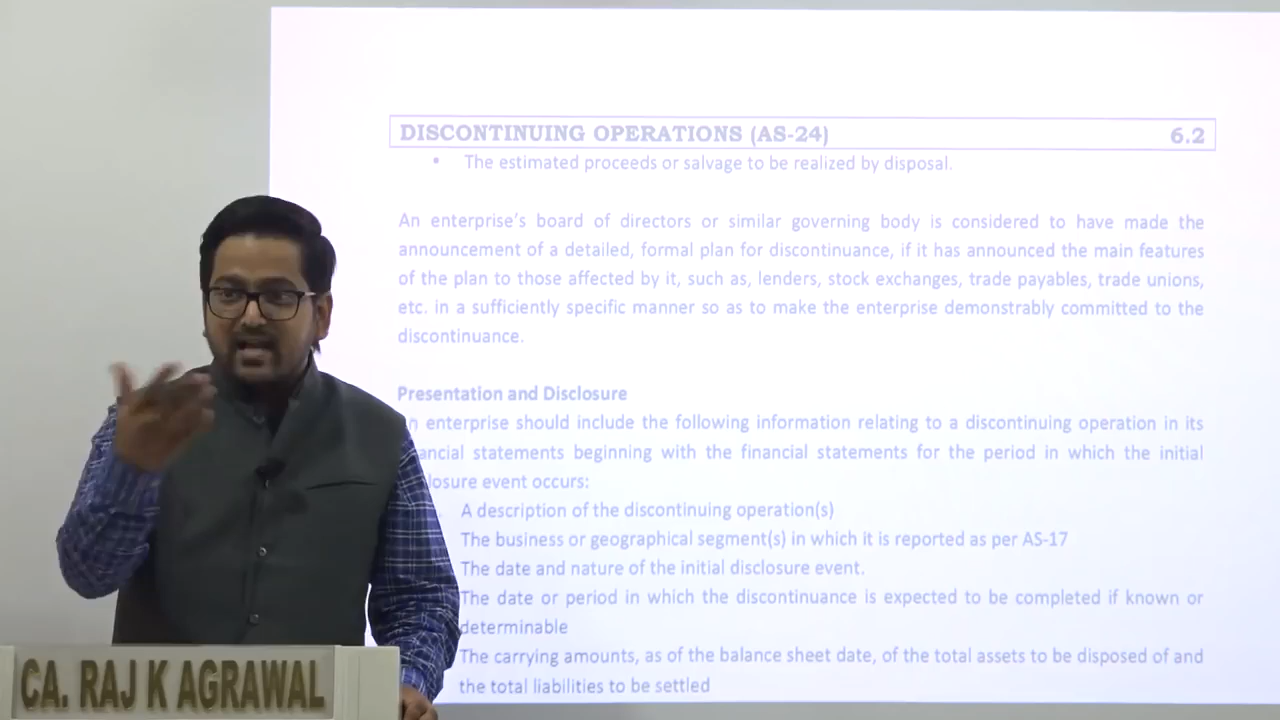 DISCONTINUING OPERATIONS (AS-24) 6.2
• The estimated proceeds or salvage to be realized by disposal.
An enterprise's board of directors or similar governing body is considered to have made the
announcement of a detailed, formal plan for discontinuance, if it has announced the main features
of the plan to those affected by it, such as, lenders, stock exchanges, trade payables, trade unions,
etc. in a sufficiently specific manner so as to make the enterprise demonstrably committed to the
discontinuance.
Presentation and Disclosure
enterprise should include the following information relating to a discontinuing operation in its
statements beginning with the financial statements for the period in which the initial
event occurs:
A description of the discontinuing operation(s)
The business or geographical segment(s) in which it is reported as per AS-17
The date and nature of the initial disclosure event.
The date or period in which the discontinuance is expected to be completed if known or
determinable
The carrying amounts, as of the balance sheet date, of the total assets to be disposed of and
the total liabilities to be settled
CA. RAJ K AGRAWAL